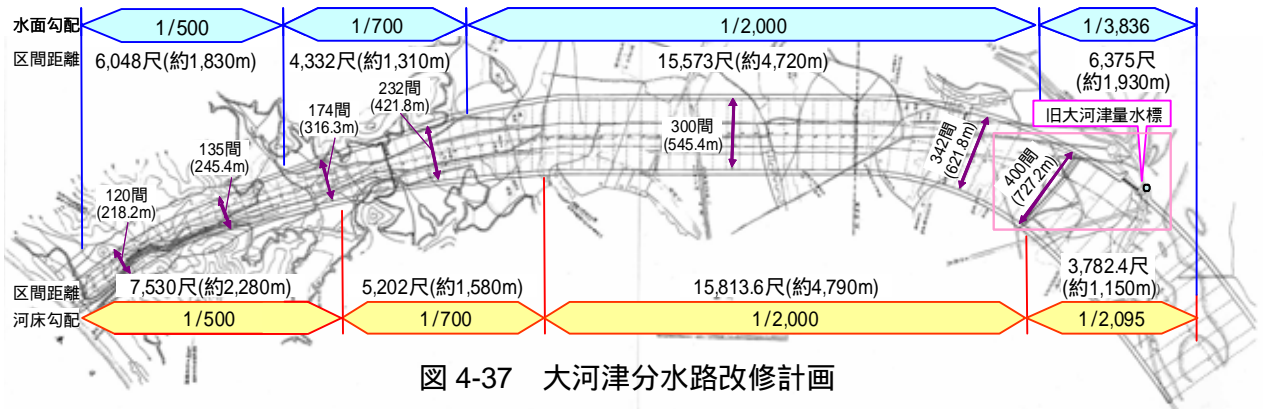 水面勾配
1/500
1/700
1/2,000
1/3,836
区間距離
6,048尺(約1,830m)
4,332尺(約1,310m)
15,573尺(約4,720m)
6,375尺
(約1,930m)
旧大河津量水標
120間
(218.2m)
135間
(245.4m)
174間
(316.3m)
232間
(421.8m)
300間
(545.4m)
342間
(621.8m)
400間
(727.2m)
区間距離
7,530尺(約2,280m)
5,202尺(約1,580m)
15,813.6尺(約4,790m)
3,782.4尺
(約1,150m)
河床勾配
1/500
1/700
1/2,000
1/2,095
図 4-37 大河津分水路改修計画